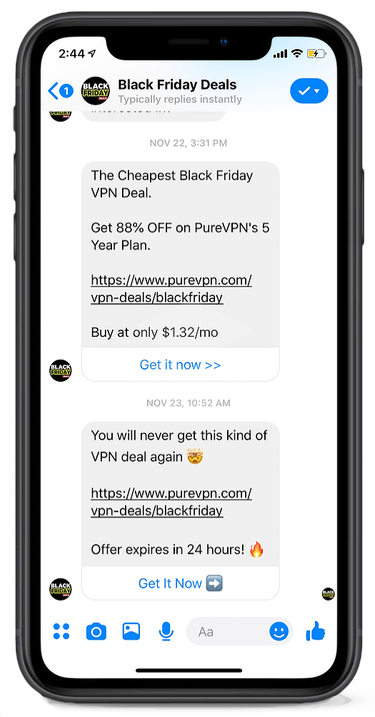 2:44
1
BLACK
FRIDAY
Black Friday Deals
Typically replies instantly
NOV 22, 3:31 PM
The Cheapest Black Friday
VPN Deal.
Get 88% OFF on PureVPN's 5
Year Plan.
https://www.purevpn.com/
vpn-deals/blackfriday
Buy at only $1.32/mo
Get it now >>
BLACK
FRIDAY
NOV 23, 10:52 AM
You will never get this kind of
VPN deal again 🤯
https://www.purevpn.com/
vpn-deals/blackfriday
Offer expires in 24 hours! 🔥
Get It Now ➡️
BLACK
FRIDAY
Aa